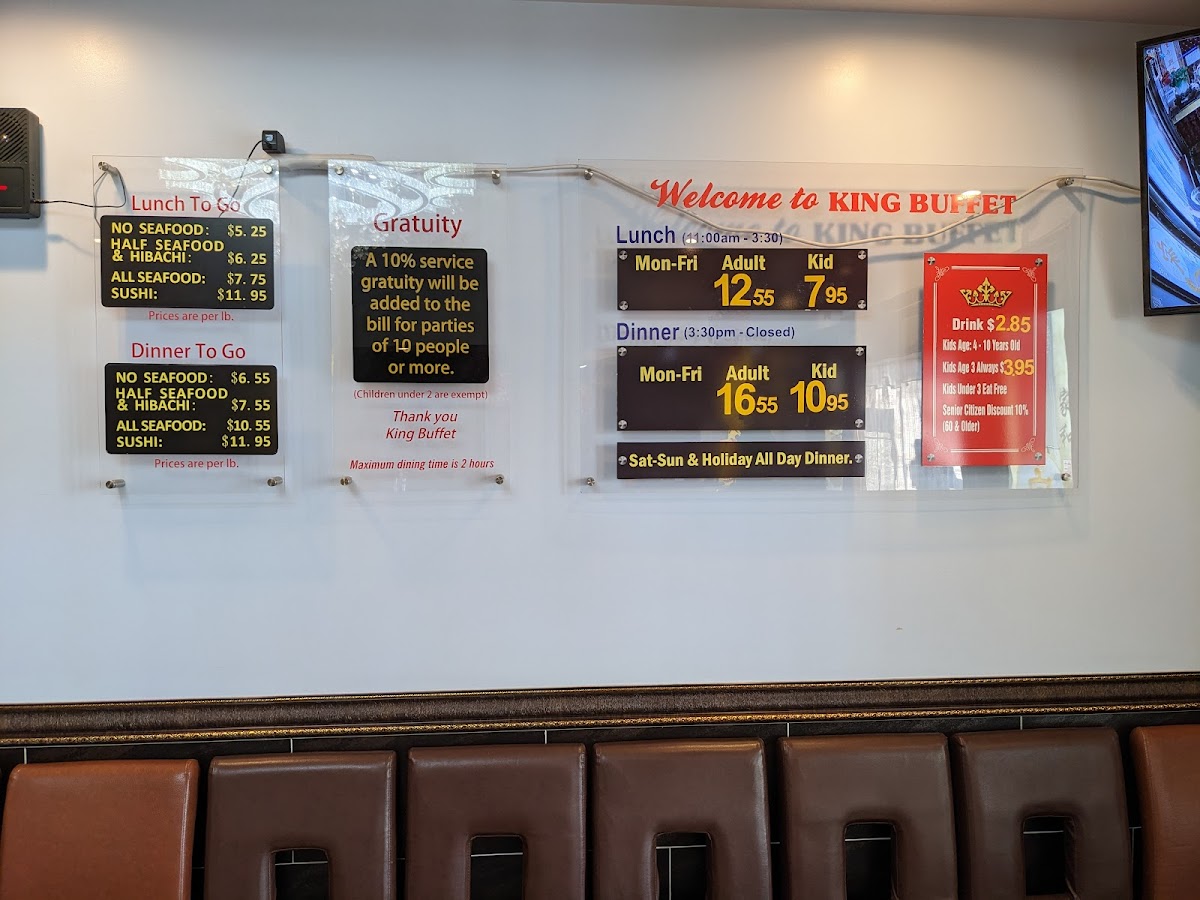 Lunch To Go
NO SEAFOOD: $5.25
HALF SEAFOOD
& HIBACHI: $6.25
ALL SEAFOOD: $7.75
SUSHI: $11.95
Prices are per lb.
Dinner To Go
NO SEAFOOD: $6.55
HALF SEAFOOD
& HIBACHI: $7.55
ALL SEAFOOD: $10.55
SUSHI: $11.95
Prices are per lb.
Gratuity
A 10% service
gratuity will be
added to the
bill for parties
of 10 people
or more.
(Children under 2 are exempt)
Thank you
King Buffet
Maximum dining time is 2 hours
Welcome to KING BUFFET
Lunch (11:00am - 3:30)
Mon-Fri Adult Kid
12.55 7.95
Dinner (3:30pm - Closed)
Mon-Fri Adult Kid
16.55 10.95
Sat-Sun & Holiday All Day Dinner.
Drink $2.85
Kids Age: 4 - 10 Years Old
Kids Age 3 Always $3.95
Kids Under 3 Eat Free
Senior Citizen Discount 10%
(60 & Older)